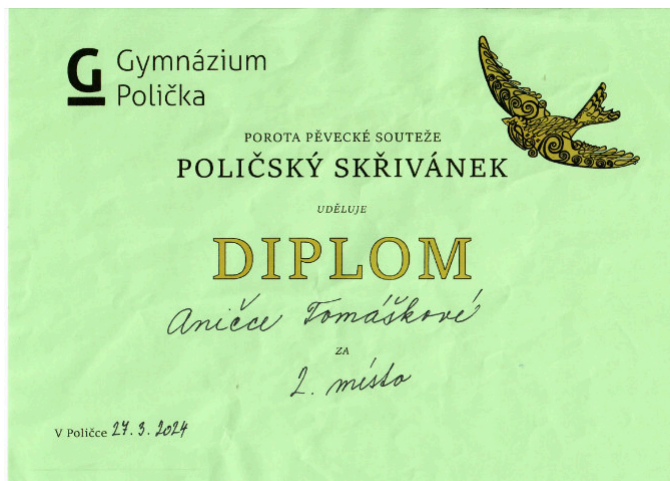 Gymnázium
Polička
POROTA PĚVECKÉ SOUTEŽE
POLIČSKÝ SKŘIVÁNEK
UDĚLUJE
DIPLOM
Aničce Tomáškové
ZA
2. místo
V Poličce 27. 3. 2024